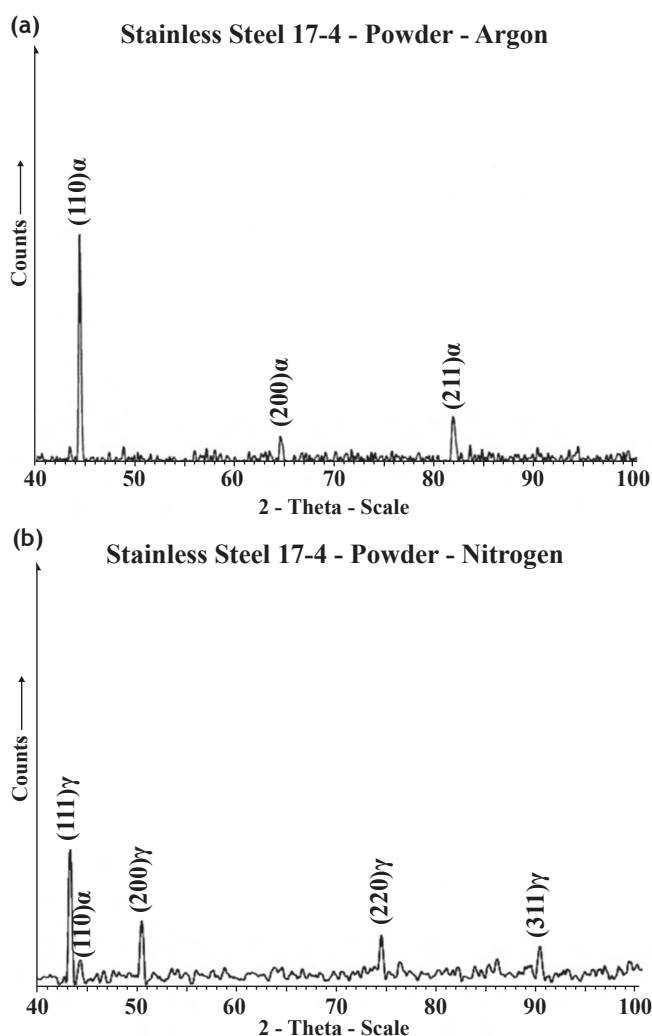 (a)
Stainless Steel 17-4 - Powder - Argon
Counts
(110)α
(200)α
(211)α
40 50 60 70 80 90 100
2 - Theta - Scale
(b)
Stainless Steel 17-4 - Powder - Nitrogen
Counts
(111)γ
(110)α
(200)γ
(220)γ
(311)γ
40 50 60 70 80 90 100
2 - Theta - Scale